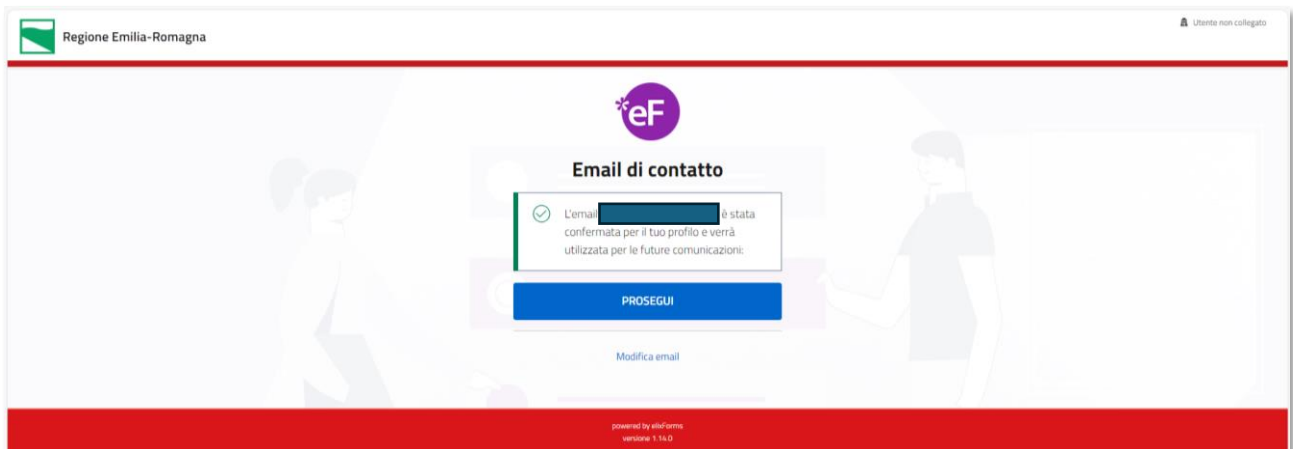 Regione Emilia-Romagna
Utente non collegato
*eF
Email di contatto
L'email è stata
confermata per il tuo profilo e verrà
utilizzata per le future comunicazioni:
PROSEGUI
Modifica email
powered by elixForms
versione 1.14.0